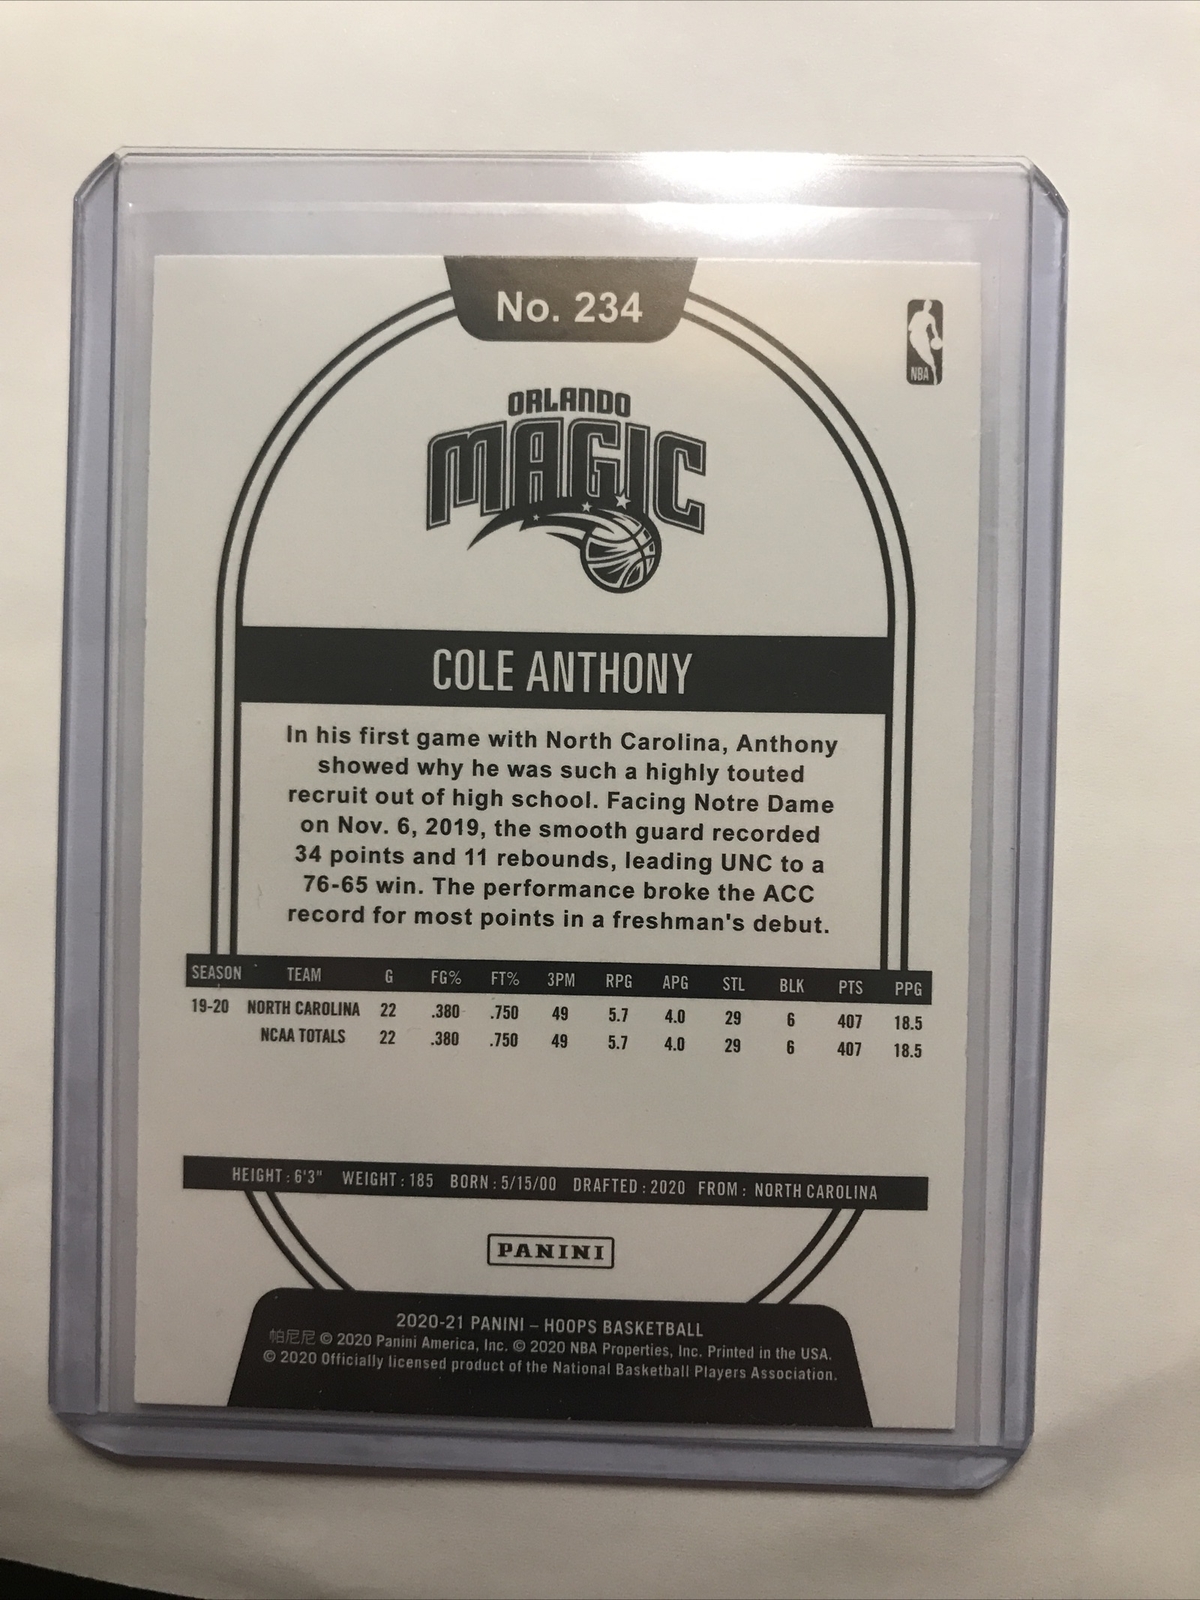 No. 234
NBA
ORLANDO
MAGIC
COLE ANTHONY
In his first game with North Carolina, Anthony
showed why he was such a highly touted
recruit out of high school. Facing Notre Dame
on Nov. 6, 2019, the smooth guard recorded
34 points and 11 rebounds, leading UNC to a
76-65 win. The performance broke the ACC
record for most points in a freshman's debut.
SEASON TEAM G FG% FT% 3PM RPG APG STL BLK PTS PPG
19-20 NORTH CAROLINA 22 .380 .750 49 5.7 4.0 29 6 407 18.5
NCAA TOTALS 22 .380 .750 49 5.7 4.0 29 6 407 18.5
HEIGHT : 6'3" WEIGHT : 185 BORN : 5/15/00 DRAFTED : 2020 FROM : NORTH CAROLINA
PANINI
2020-21 PANINI – HOOPS BASKETBALL
帕尼尼 © 2020 Panini America, Inc. © 2020 NBA Properties, Inc. Printed in the USA.
© 2020 Officially licensed product of the National Basketball Players Association.